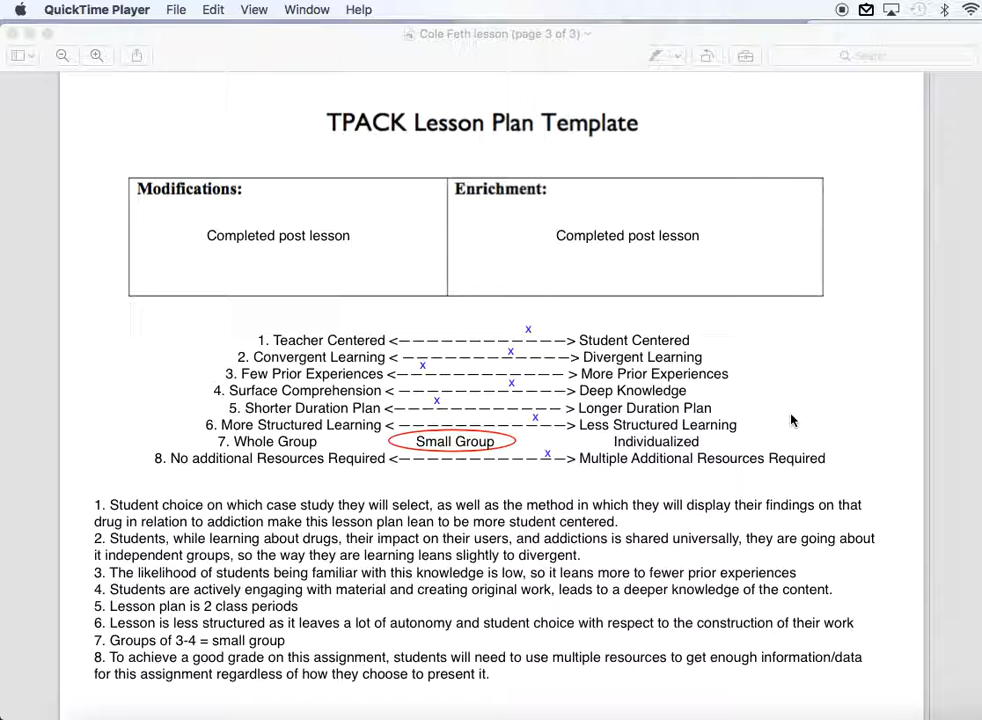 QuickTime Player File Edit View Window Help
Cole Feth lesson (page 3 of 3)
Search
TPACK Lesson Plan Template
Modifications: Enrichment:
Completed post lesson Completed post lesson
x
1. Teacher Centered <— — — — — — — — — —> Student Centered
x
2. Convergent Learning < — — — — — — — — — —> Divergent Learning
x
3. Few Prior Experiences <— — — — — — — — — — > More Prior Experiences
x
4. Surface Comprehension < — — — — — — — — — —> Deep Knowledge
x
5. Shorter Duration Plan <— — — — — — — — — — > Longer Duration Plan
x
6. More Structured Learning < — — — — — — — — — —> Less Structured Learning
7. Whole Group Small Group Individualized
x
8. No additional Resources Required <— — — — — — — — — —> Multiple Additional Resources Required
1. Student choice on which case study they will select, as well as the method in which they will display their findings on that
drug in relation to addiction make this lesson plan lean to be more student centered.
2. Students, while learning about drugs, their impact on their users, and addictions is shared universally, they are going about
it independent groups, so the way they are learning leans slightly to divergent.
3. The likelihood of students being familiar with this knowledge is low, so it leans more to fewer prior experiences
4. Students are actively engaging with material and creating original work, leads to a deeper knowledge of the content.
5. Lesson plan is 2 class periods
6. Lesson is less structured as it leaves a lot of autonomy and student choice with respect to the construction of their work
7. Groups of 3-4 = small group
8. To achieve a good grade on this assignment, students will need to use multiple resources to get enough information/data
for this assignment regardless of how they choose to present it.